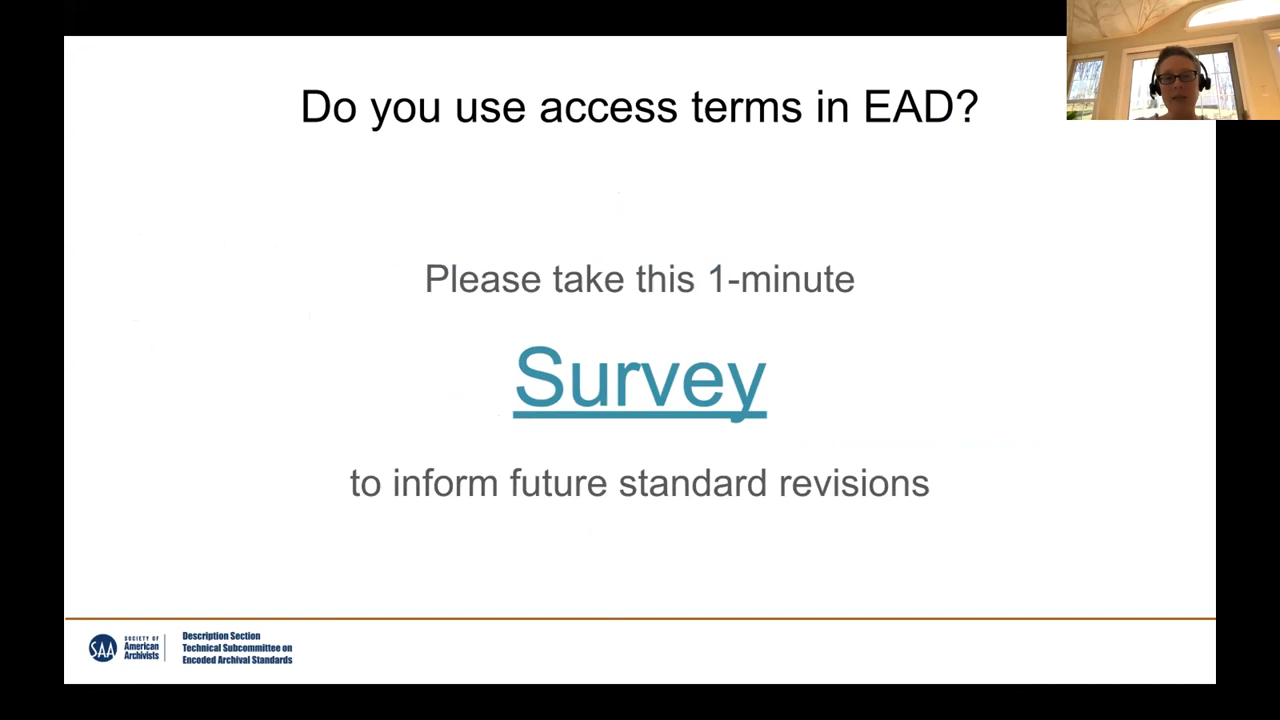 Do you use access terms in EAD?
Please take this 1-minute
Survey
to inform future standard revisions
SAA
SOCIETY OF
American
Archivists
Description Section
Technical Subcommittee on
Encoded Archival Standards